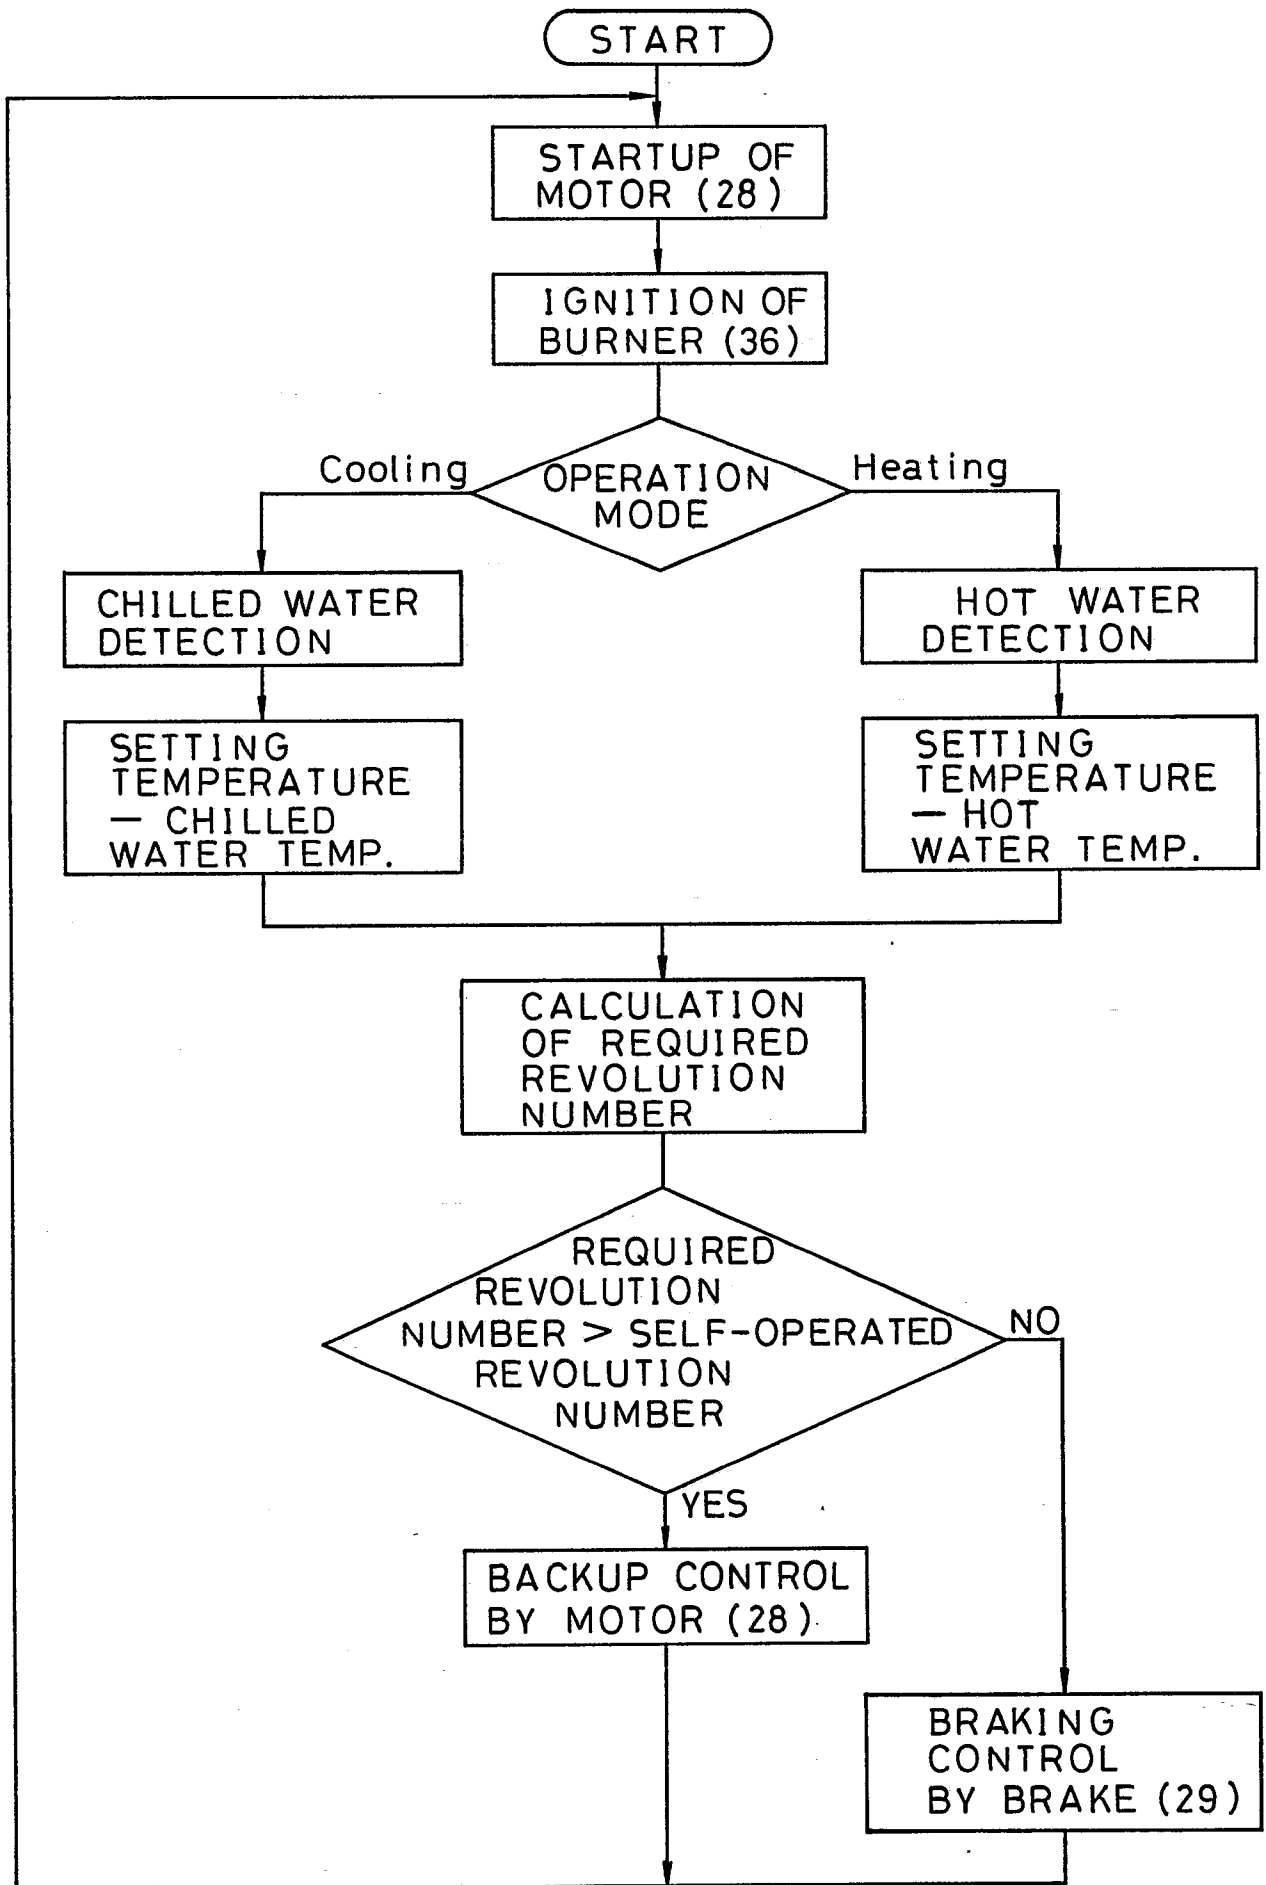 START
STARTUP OF
MOTOR (28)
IGNITION OF
BURNER (36)
Cooling
OPERATION
MODE
Heating
CHILLED WATER
DETECTION
HOT WATER
DETECTION
SETTING
TEMPERATURE
— CHILLED
WATER TEMP.
SETTING
TEMPERATURE
— HOT
WATER TEMP.
CALCULATION
OF REQUIRED
REVOLUTION
NUMBER
REQUIRED
REVOLUTION
NUMBER > SELF-OPERATED
REVOLUTION
NUMBER
NO
YES
BACKUP CONTROL
BY MOTOR (28)
BRAKING
CONTROL
BY BRAKE (29)